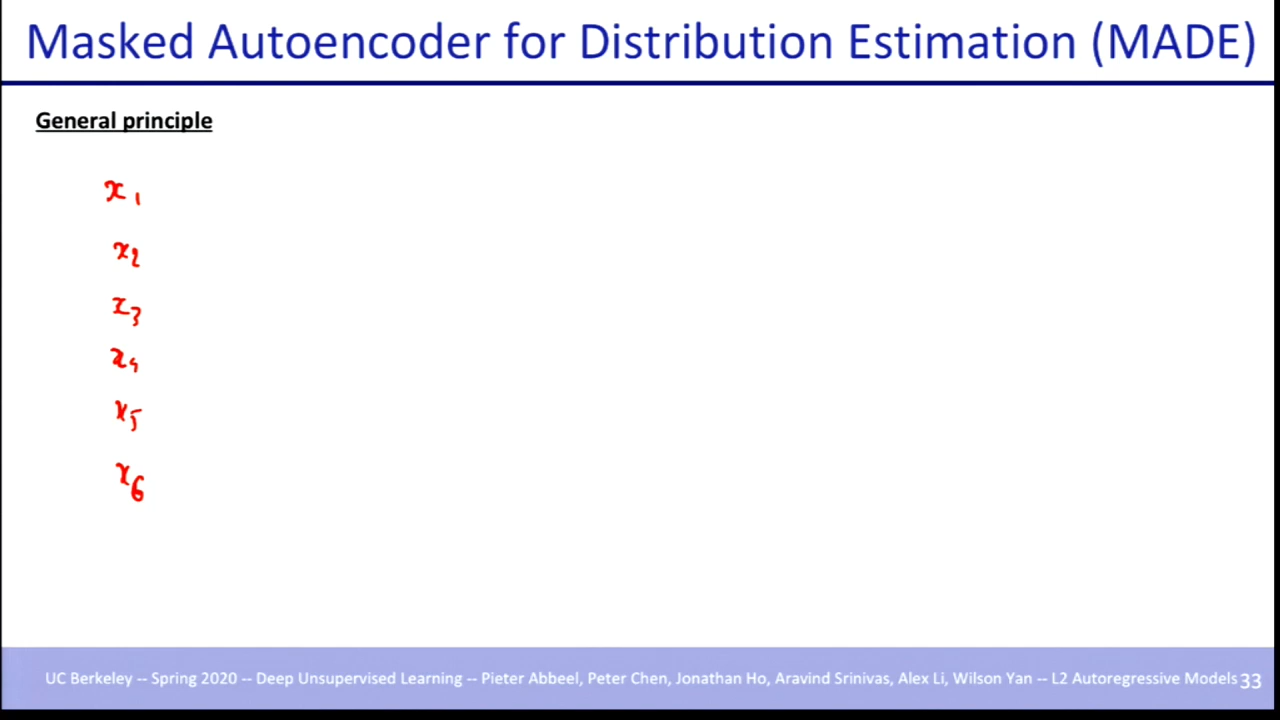 Masked Autoencoder for Distribution Estimation (MADE)
General principle
x₁
x₂
x₃
x₄
x₅
x₆
UC Berkeley -- Spring 2020 -- Deep Unsupervised Learning -- Pieter Abbeel, Peter Chen, Jonathan Ho, Aravind Srinivas, Alex Li, Wilson Yan -- L2 Autoregressive Models 33